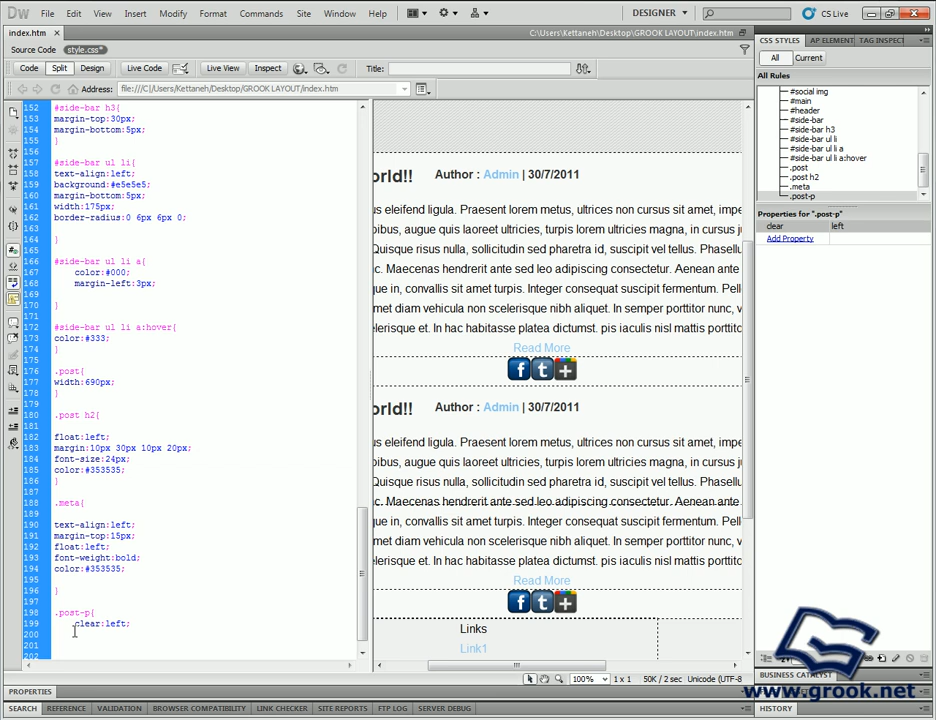 Dw File Edit View Insert Modify Format Commands Site Window Help DESIGNER CS Live
index.htm × C:\Users\Kettaneh\Desktop\GROOK LAYOUT\index.htm
Source Code style.css*
Code Split Design Live Code Live View Inspect Title:
Address: file:///C|/Users/Kettaneh/Desktop/GROOK LAYOUT/index.htm
152 #side-bar h3{
153 margin-top:30px;
154 margin-bottom:5px;
155 }
156
157 #side-bar ul li{
158 text-align:left;
159 background:#e5e5e5;
160 margin-bottom:5px;
161 width:175px;
162 border-radius:0 6px 6px 0;
163
164 }
165
166 #side-bar ul li a{
167 color:#000;
168 margin-left:3px;
169
170 }
171
172 #side-bar ul li a:hover{
173 color:#333;
174 }
175
176 .post{
177 width:690px;
178 }
179
180 .post h2{
181
182 float:left;
183 margin:10px 30px 10px 20px;
184 font-size:24px;
185 color:#353535;
186 }
187
188 .meta{
189
190 text-align:left;
191 margin-top:15px;
192 float:left;
193 font-weight:bold;
194 color:#353535;
195
196 }
197
198 .post-p{
199 clear:left;
200
201
202
orld!! Author : Admin | 30/7/2011
us eleifend ligula. Praesent lorem metus, ultrices non cursus sit amet, im
pibus, augue quis laoreet ultricies, turpis lorem ultricies magna, in cursus j
Quisque risus nulla, sollicitudin sed pharetra id, suscipit vel tellus. Phasellu
c. Maecenas hendrerit ante sed leo adipiscing consectetur. Aenean ante
ue in, convallis sit amet turpis. Integer consequat suscipit fermentum. Pel
met diam vehicula non scelerisque nibh aliquet. In semper porttitor nunc, v
elerisque et. In hac habitasse platea dictumst. pis iaculis nisl mattis porttito
Read More
f t +
orld!! Author : Admin | 30/7/2011
us eleifend ligula. Praesent lorem metus, ultrices non cursus sit amet, im
pibus, augue quis laoreet ultricies, turpis lorem ultricies magna, in cursus j
Quisque risus nulla, sollicitudin sed pharetra id, suscipit vel tellus. Phasellu
c. Maecenas hendrerit ante sed leo adipiscing consectetur. Aenean ante
ue in, convallis sit amet turpis. Integer consequat suscipit fermentum. Pel
met diam vehicula non scelerisque nibh aliquet. In semper porttitor nunc, v
elerisque et. In hac habitasse platea dictumst. pis iaculis nisl mattis porttito
Read More
f t +
Links
Link1
CSS STYLES AP ELEMENT TAG INSPECT
All Current
All Rules
#social img
#main
#header
#side-bar
#side-bar h3
#side-bar ul li
#side-bar ul li a
#side-bar ul li a:hover
.post
.post h2
.meta
.post-p
Properties for ".post-p"
clear left
Add Property
100% 1 x 1 50K / 2 sec Unicode (UTF-8
BUSINESS CATALYST
PROPERTIES
www.grook.net
SEARCH REFERENCE VALIDATION BROWSER COMPATIBILITY LINK CHECKER SITE REPORTS FTP LOG SERVER DEBUG HISTORY